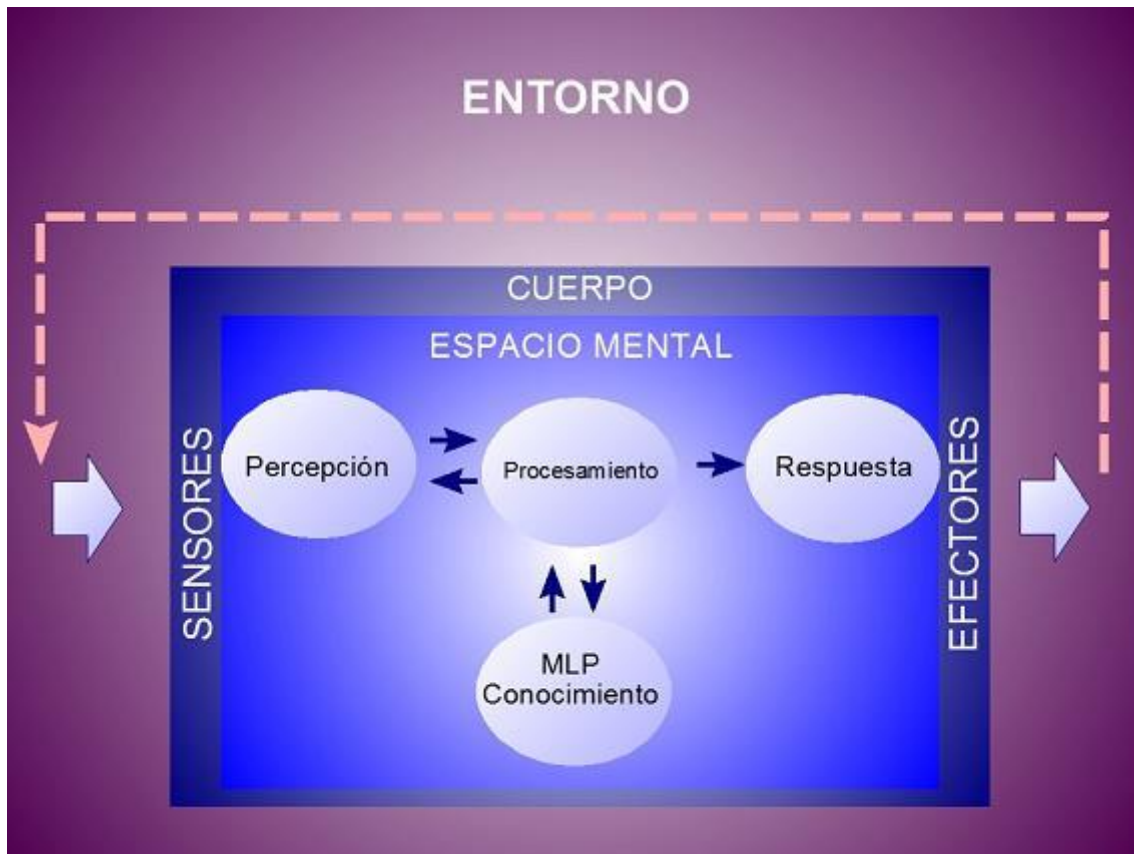 ENTORNO
CUERPO
ESPACIO MENTAL
SENSORES
Percepción
Procesamiento
Respuesta
EFECTORES
MLP
Conocimiento